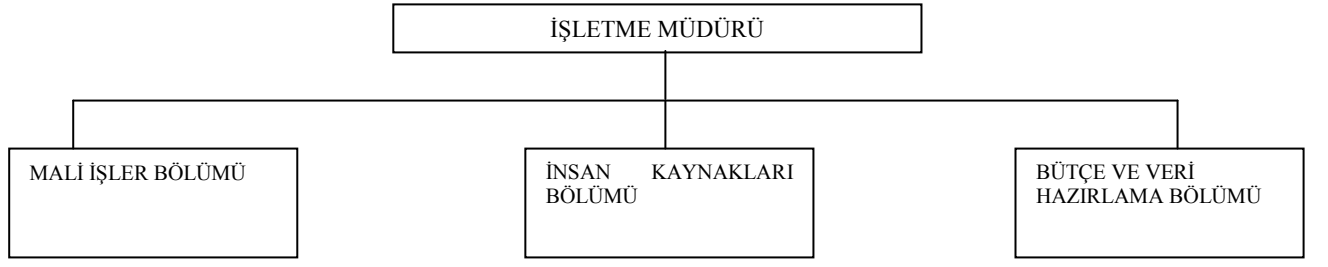 İŞLETME MÜDÜRÜ
MALİ İŞLER BÖLÜMÜ
İNSAN KAYNAKLARI
BÖLÜMÜ
BÜTÇE VE VERİ
HAZIRLAMA BÖLÜMÜ